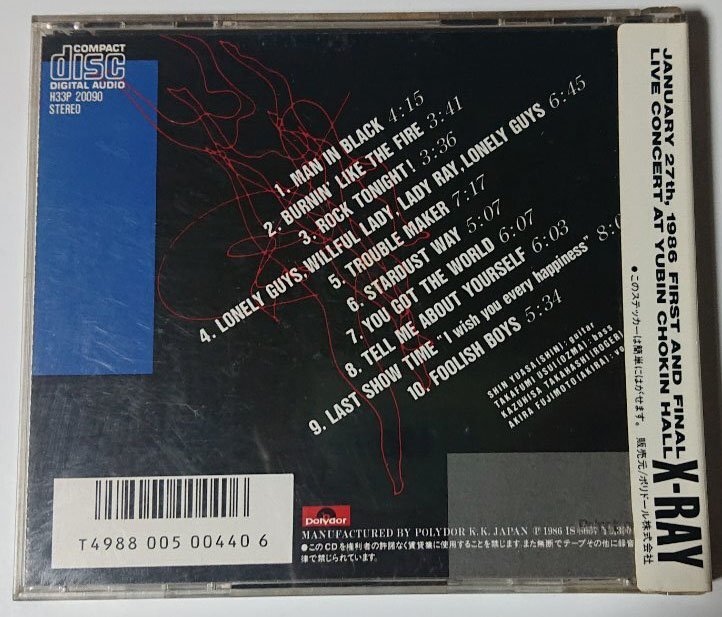 COMPACT
disc
DIGITAL AUDIO
H33P 20090
STEREO
1. MAN IN BLACK 4:15
2. BURNIN' LIKE THE FIRE 3:41
3. ROCK TONIGHT! 3:36
4. LONELY GUYS, WILLFUL LADY, LADY RAY, LONELY GUYS 6:45
5. TROUBLE MAKER 7:17
6. STARDUST WAY 5:07
7. YOU GOT THE WORLD 6:07
8. TELL ME ABOUT YOURSELF 6:03
9. LAST SHOW TIME "I wish you every happiness"
10. FOOLISH BOYS 5:34
SHIN YUASA (SHIN): guitar
TAKAFUMI USUI (OZMA): bass
KAZUHISA TAKAHASHI (ROGER)
AKIRA FUJIMOTO (AKIRA):
polydor
MANUFACTURED BY POLYDOR K.K. JAPAN ℗ 1986
●このCDを権利者の許諾なく賃貸業に使用することを禁じます。また無断でテープその他に録音
律で禁じられています。
T4988 005 00440 6
JANUARY 27th, 1986 FIRST AND FINAL
LIVE CONCERT AT YUBIN CHOKIN HALL
X-RAY
●このステッカーは簡単にはがせます。 販売元/ポリドール株式会社